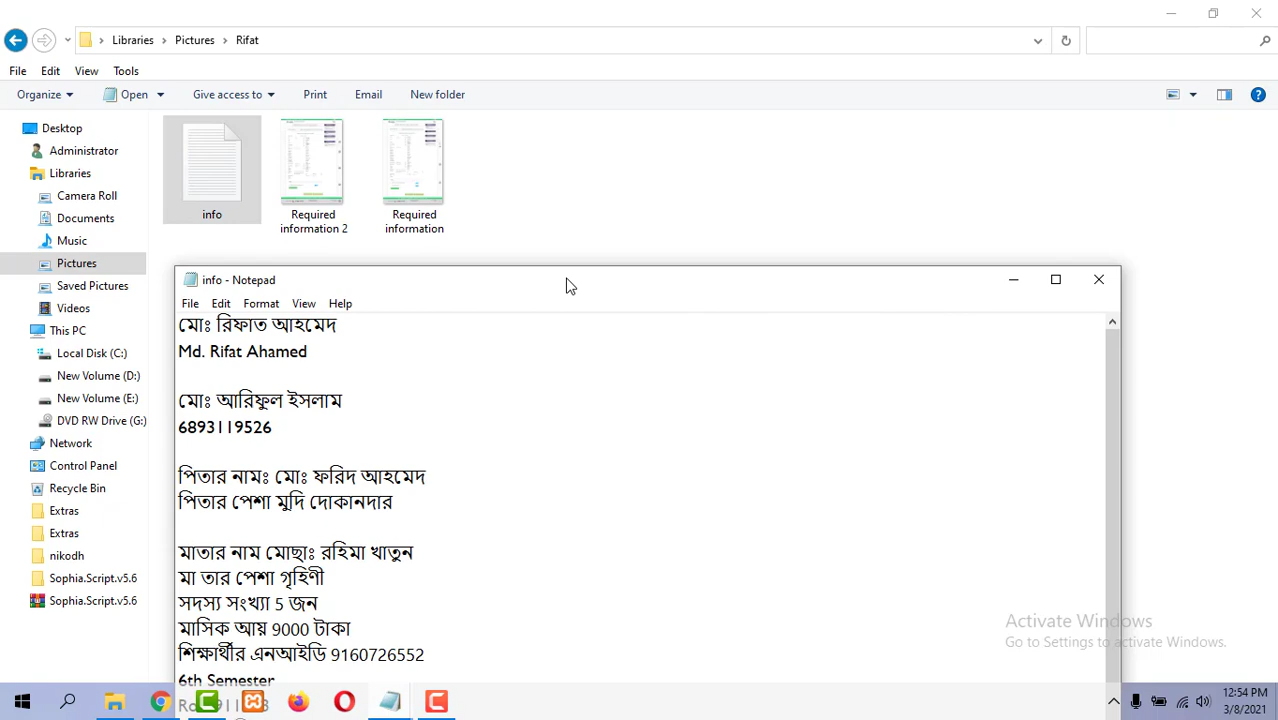 Libraries > Pictures > Rifat
File Edit View Tools
Organize Open Give access to Print Email New folder
Desktop
Administrator
Libraries
Camera Roll
Documents
Music
Pictures
Saved Pictures
Videos
This PC
Local Disk (C:)
New Volume (D:)
New Volume (E:)
DVD RW Drive (G:)
Network
Control Panel
Recycle Bin
Extras
Extras
nikodh
Sophia.Script.v5.6
Sophia.Script.v5.6
info
Required information 2
Required information
info - Notepad
File Edit Format View Help
মোঃ রিফাত আহমেদ
Md. Rifat Ahamed
মোঃ আরিফুল ইসলাম
6893119526
পিতার নামঃ মোঃ ফরিদ আহমেদ
পিতার পেশা মুদি দোকানদার
মাতার নাম মোছাঃ রহিমা খাতুন
মা তার পেশা গৃহিণী
সদস্য সংখ্যা 5 জন
মাসিক আয় 9000 টাকা
শিক্ষার্থীর এনআইডি 9160726552
6th Semester
Activate Windows
Go to Settings to activate Windows.
12:54 PM
3/8/2021